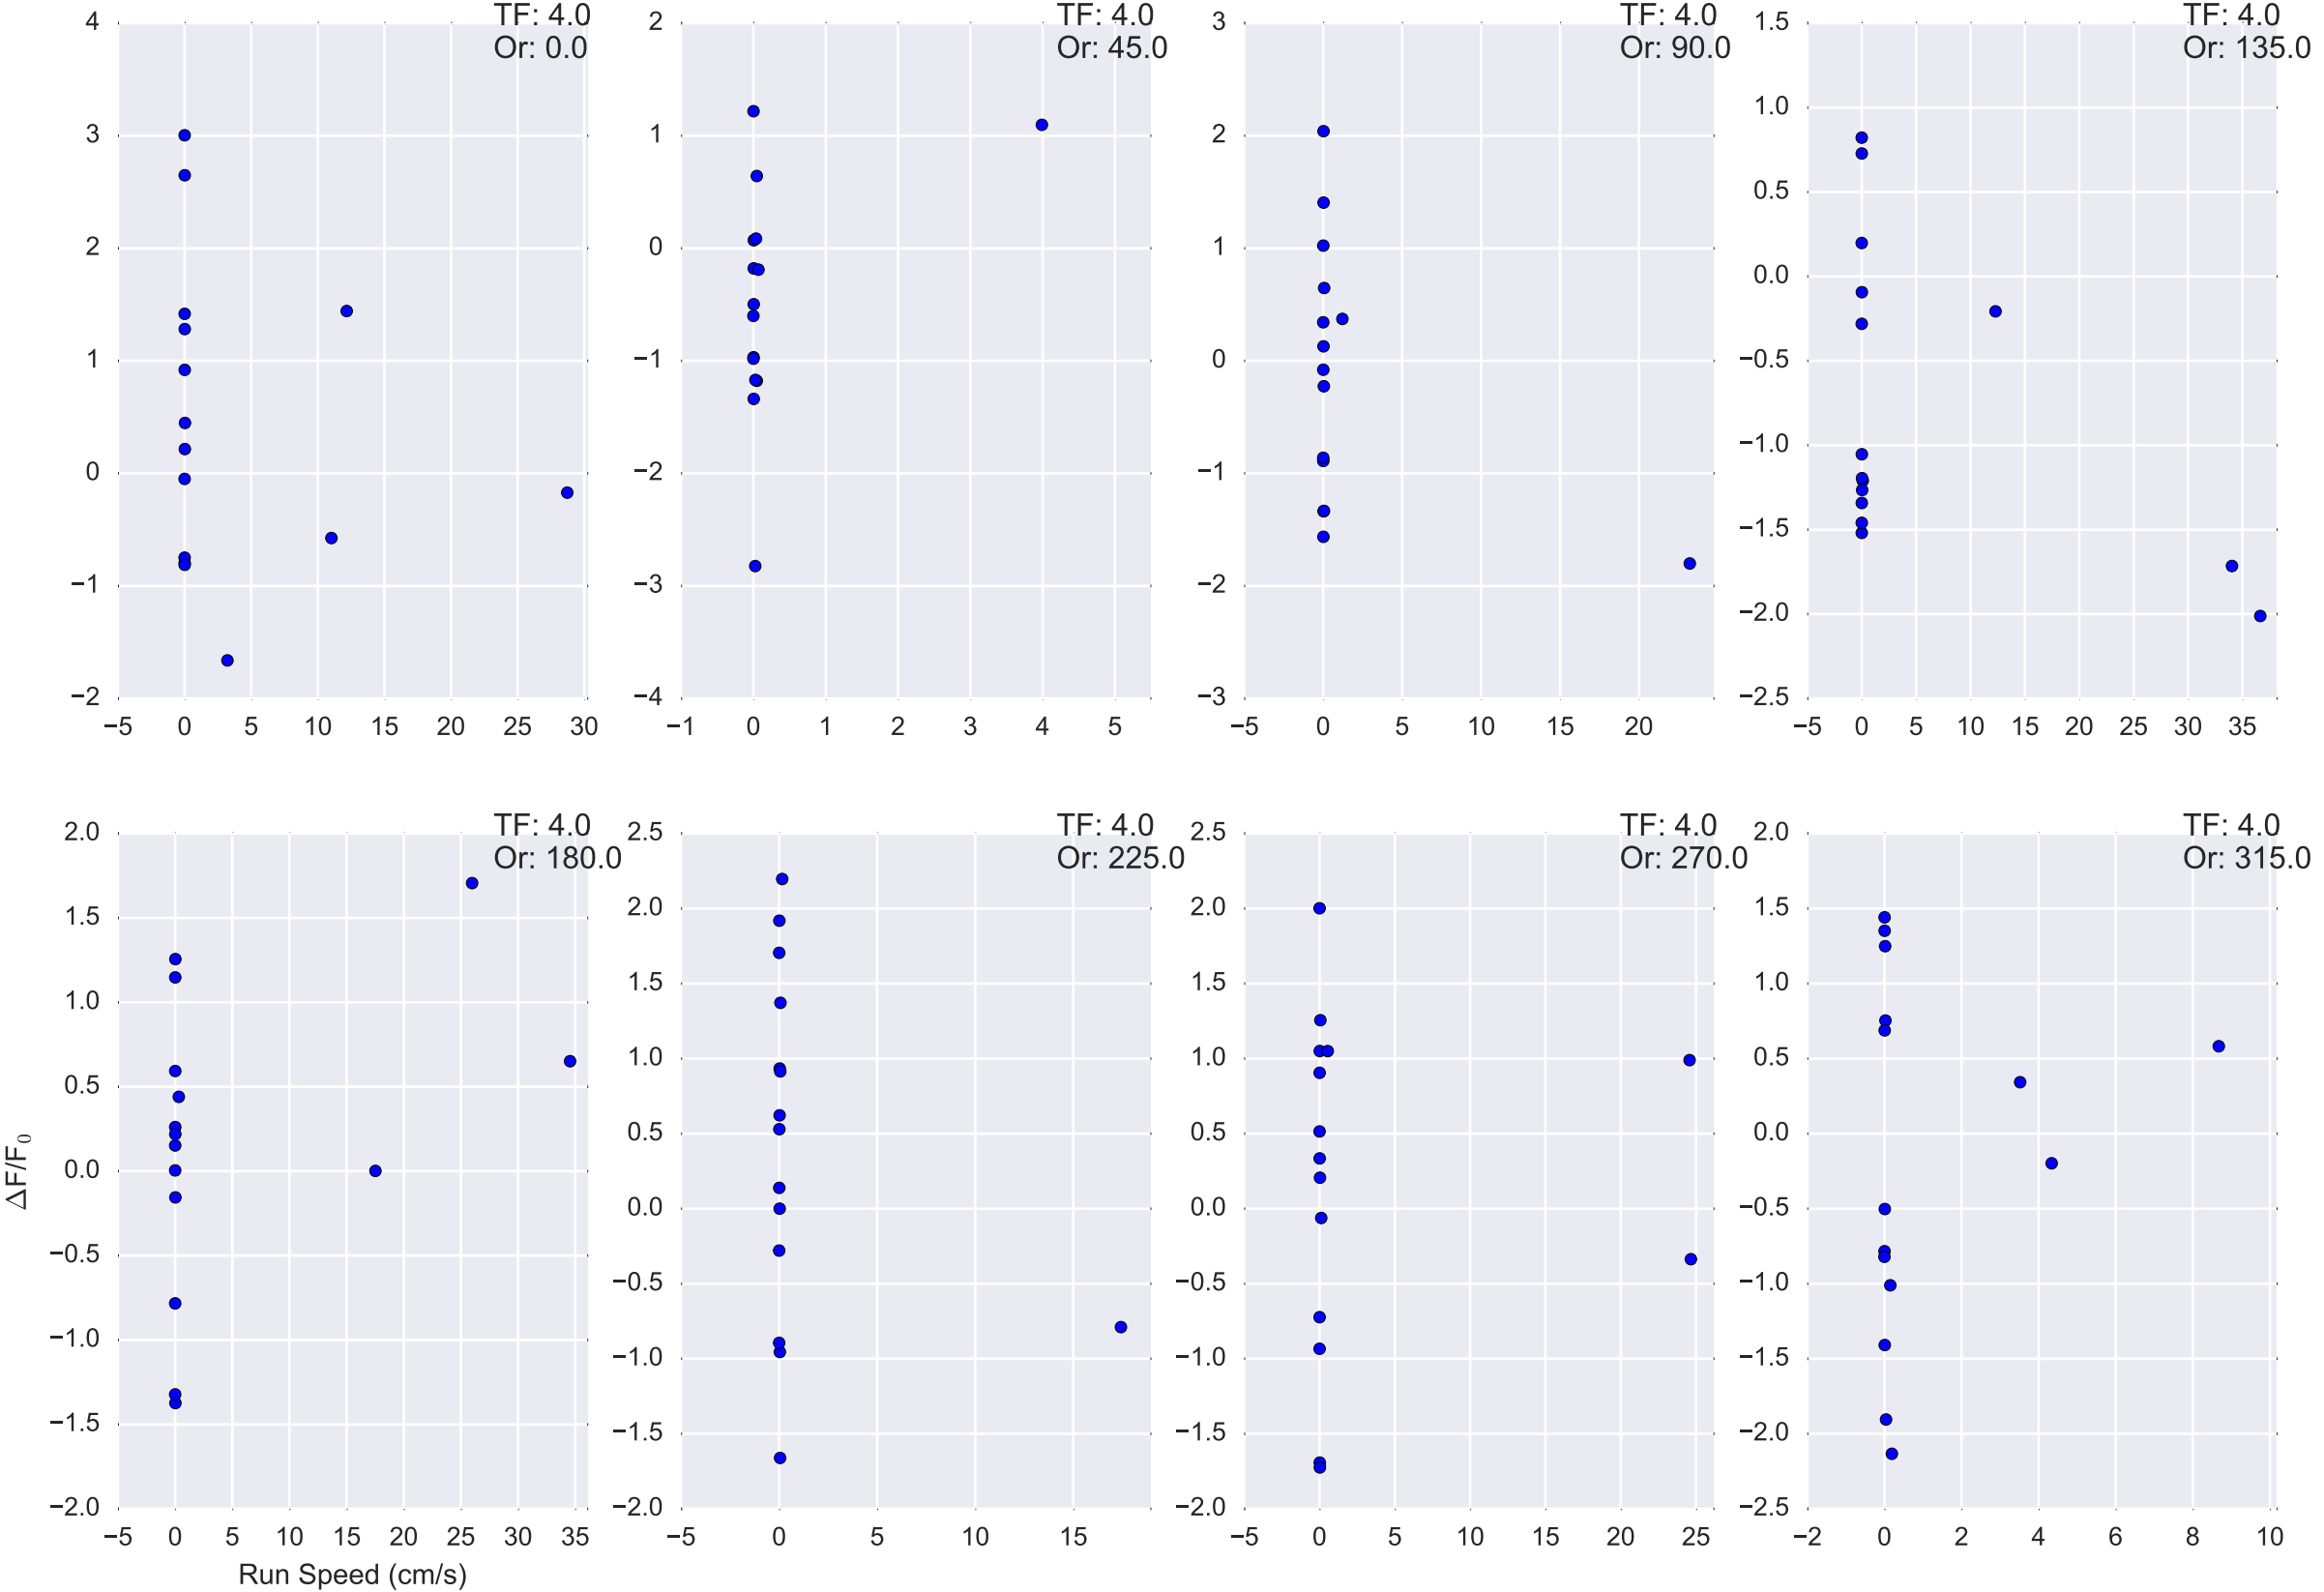 TF: 4.0
Or: 0.0
4
3
2
1
0
−1
−2
−5 0 5 10 15 20 25 30
TF: 4.0
Or: 45.0
2
1
0
−1
−2
−3
−4
−1 0 1 2 3 4 5
TF: 4.0
Or: 90.0
3
2
1
0
−1
−2
−3
−5 0 5 10 15 20
TF: 4.0
Or: 135.0
1.5
1.0
0.5
0.0
−0.5
−1.0
−1.5
−2.0
−2.5
−5 0 5 10 15 20 25 30 35
TF: 4.0
Or: 180.0
2.0
1.5
1.0
0.5
0.0
−0.5
−1.0
−1.5
−2.0
−5 0 5 10 15 20 25 30 35
ΔF/F₀
Run Speed (cm/s)
TF: 4.0
Or: 225.0
2.5
2.0
1.5
1.0
0.5
0.0
−0.5
−1.0
−1.5
−2.0
−5 0 5 10 15
TF: 4.0
Or: 270.0
2.5
2.0
1.5
1.0
0.5
0.0
−0.5
−1.0
−1.5
−2.0
−5 0 5 10 15 20 25
TF: 4.0
Or: 315.0
2.0
1.5
1.0
0.5
0.0
−0.5
−1.0
−1.5
−2.0
−2.5
−2 0 2 4 6 8 10